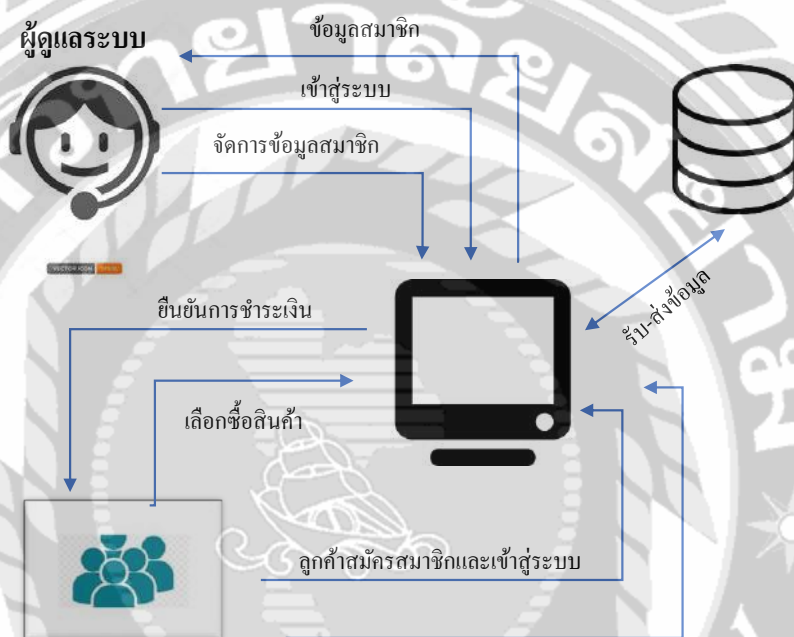 ข้อมูลสมาชิก
ผู้ดูแลระบบ
เข้าสู่ระบบ
จัดการข้อมูลสมาชิก
VECTOR ICON
รับ-ส่งข้อมูล
ยืนยันการชำระเงิน
เลือกซื้อสินค้า
ลูกค้าสมัครสมาชิกและเข้าสู่ระบบ